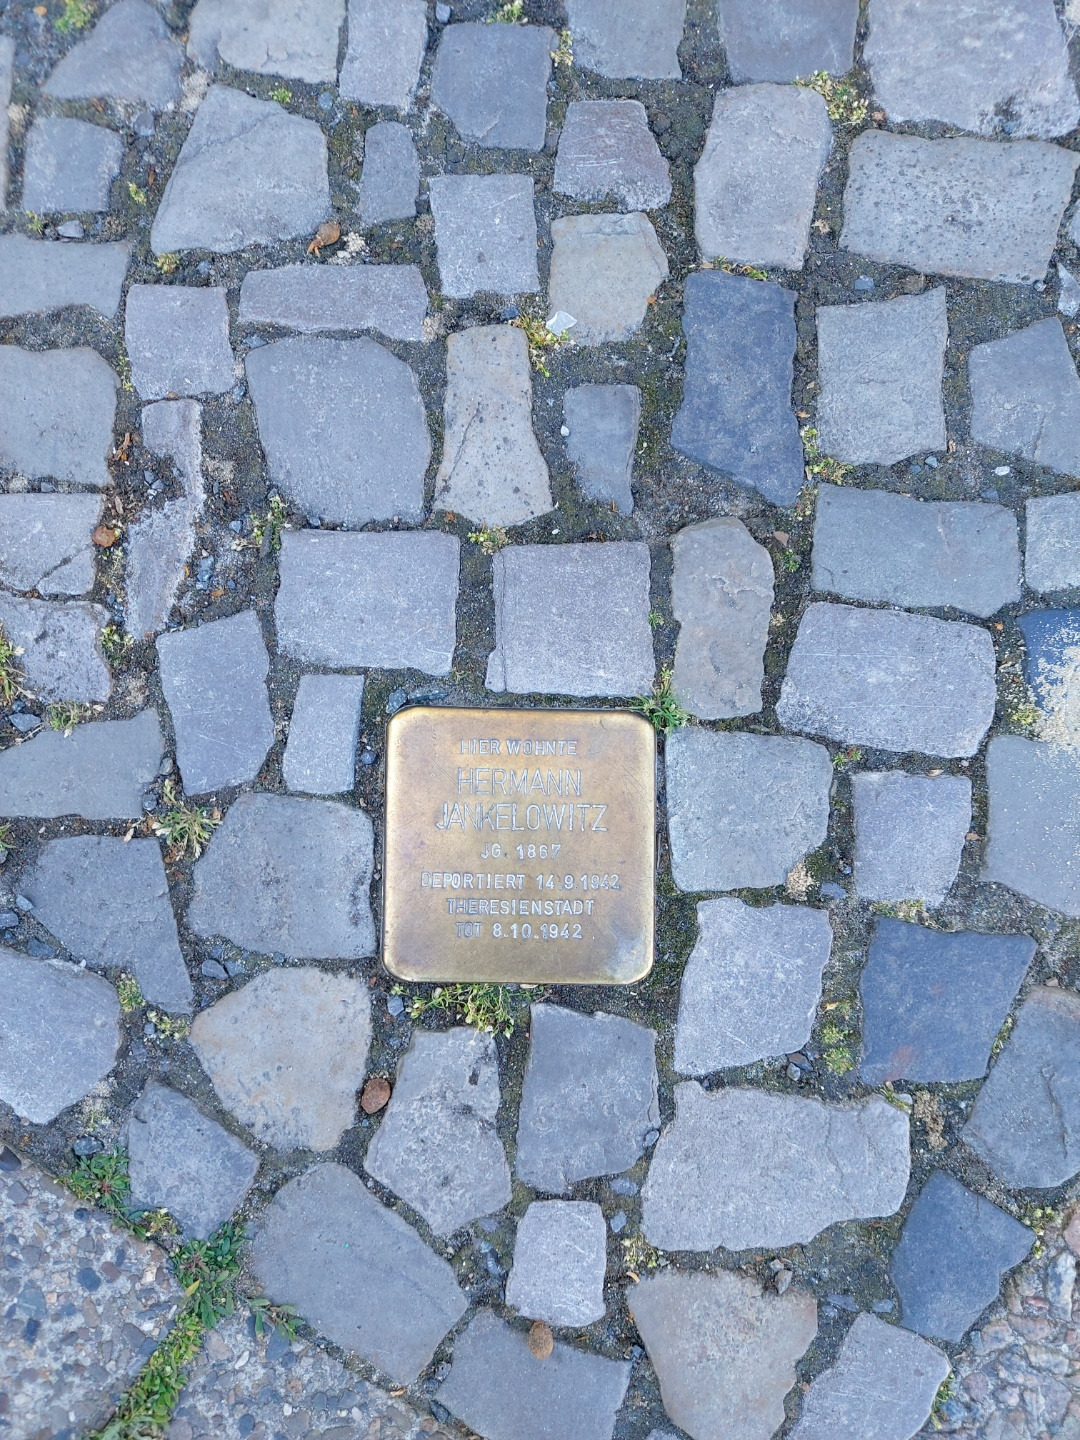 HIER WOHNTE
HERMANN
JANKELOWITZ
JG. 1867
DEPORTIERT 14.9.1942
THERESIENSTADT
TOT 8.10.1942